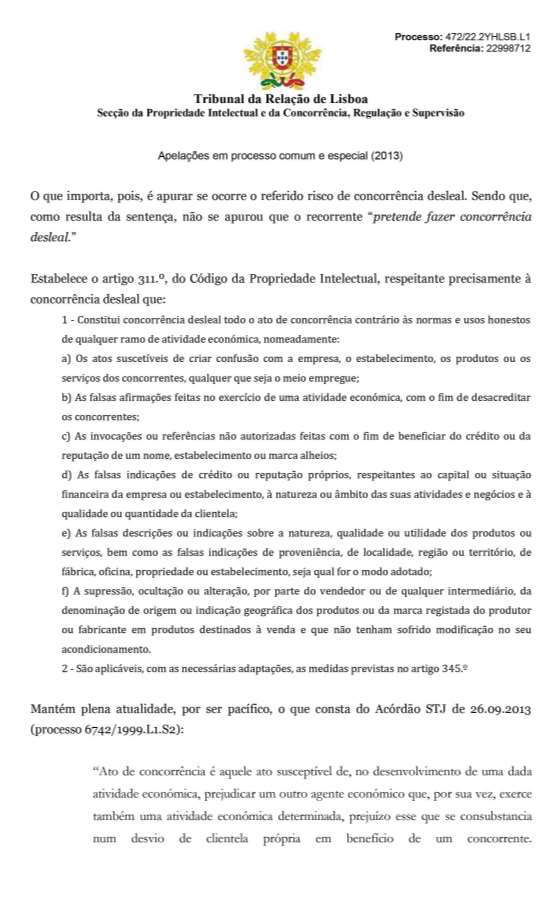 Processo: 472/22.2YHLSB.L1
Referência: 22998712
Tribunal da Relação de Lisboa
Secção da Propriedade Intelectual e da Concorrência, Regulação e Supervisão
Apelações em processo comum e especial (2013)
O que importa, pois, é apurar se ocorre o referido risco de concorrência desleal. Sendo que,
como resulta da sentença, não se apurou que o recorrente “pretende fazer concorrência
desleal.”
Estabelece o artigo 311.º, do Código da Propriedade Intelectual, respeitante precisamente à
concorrência desleal que:
1 - Constitui concorrência desleal todo o ato de concorrência contrário às normas e usos honestos
de qualquer ramo de atividade económica, nomeadamente:
a) Os atos suscetíveis de criar confusão com a empresa, o estabelecimento, os produtos ou os
serviços dos concorrentes, qualquer que seja o meio empregue;
b) As falsas afirmações feitas no exercício de uma atividade económica, com o fim de desacreditar
os concorrentes;
c) As invocações ou referências não autorizadas feitas com o fim de beneficiar do crédito ou da
reputação de um nome, estabelecimento ou marca alheios;
d) As falsas indicações de crédito ou reputação próprios, respeitantes ao capital ou situação
financeira da empresa ou estabelecimento, à natureza ou âmbito das suas atividades e negócios e à
qualidade ou quantidade da clientela;
e) As falsas descrições ou indicações sobre a natureza, qualidade ou utilidade dos produtos ou
serviços, bem como as falsas indicações de proveniência, de localidade, região ou território, de
fábrica, oficina, propriedade ou estabelecimento, seja qual for o modo adotado;
f) A supressão, ocultação ou alteração, por parte do vendedor ou de qualquer intermediário, da
denominação de origem ou indicação geográfica dos produtos ou da marca registada do produtor
ou fabricante em produtos destinados à venda e que não tenham sofrido modificação no seu
acondicionamento.
2 - São aplicáveis, com as necessárias adaptações, as medidas previstas no artigo 345.º
Mantém plena atualidade, por ser pacífico, o que consta do Acórdão STJ de 26.09.2013
(processo 6742/1999.L1.S2):
“Ato de concorrência é aquele ato susceptível de, no desenvolvimento de uma dada
atividade económica, prejudicar um outro agente económico que, por sua vez, exerce
também uma atividade económica determinada, prejuízo esse que se consubstancia
num desvio de clientela própria em benefício de um concorrente.